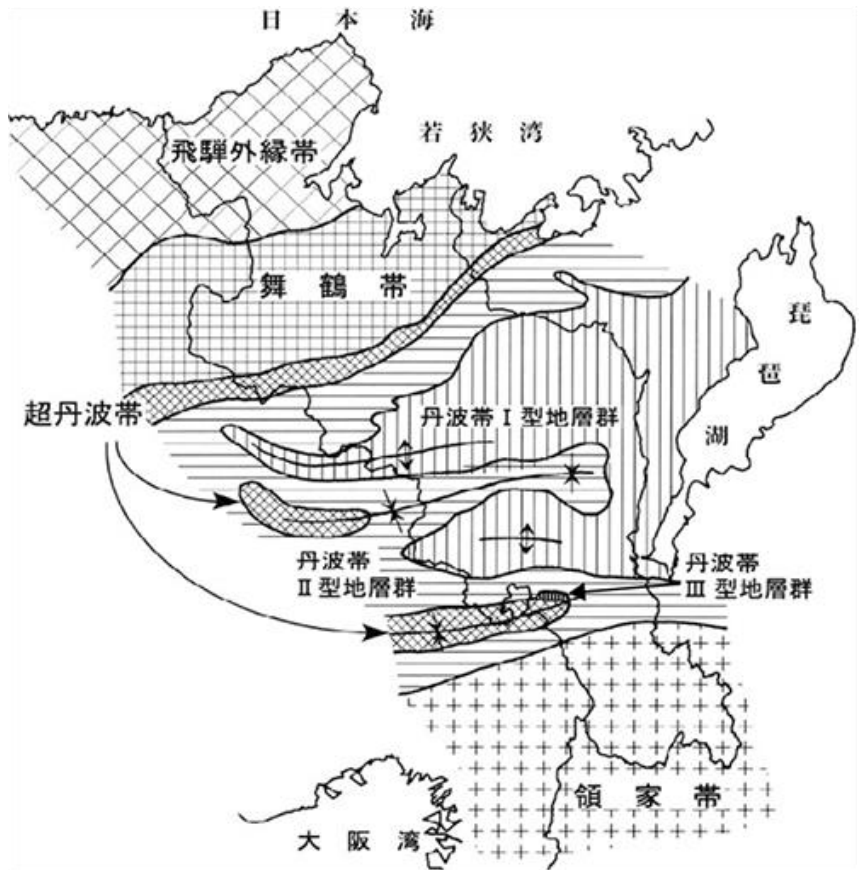 日本海
若狭湾
飛騨外縁帯
舞鶴帯
琵琶湖
超丹波帯
丹波帯Ⅰ型地層群
丹波帯
Ⅱ型地層群
丹波帯
Ⅲ型地層群
領家帯
大阪湾